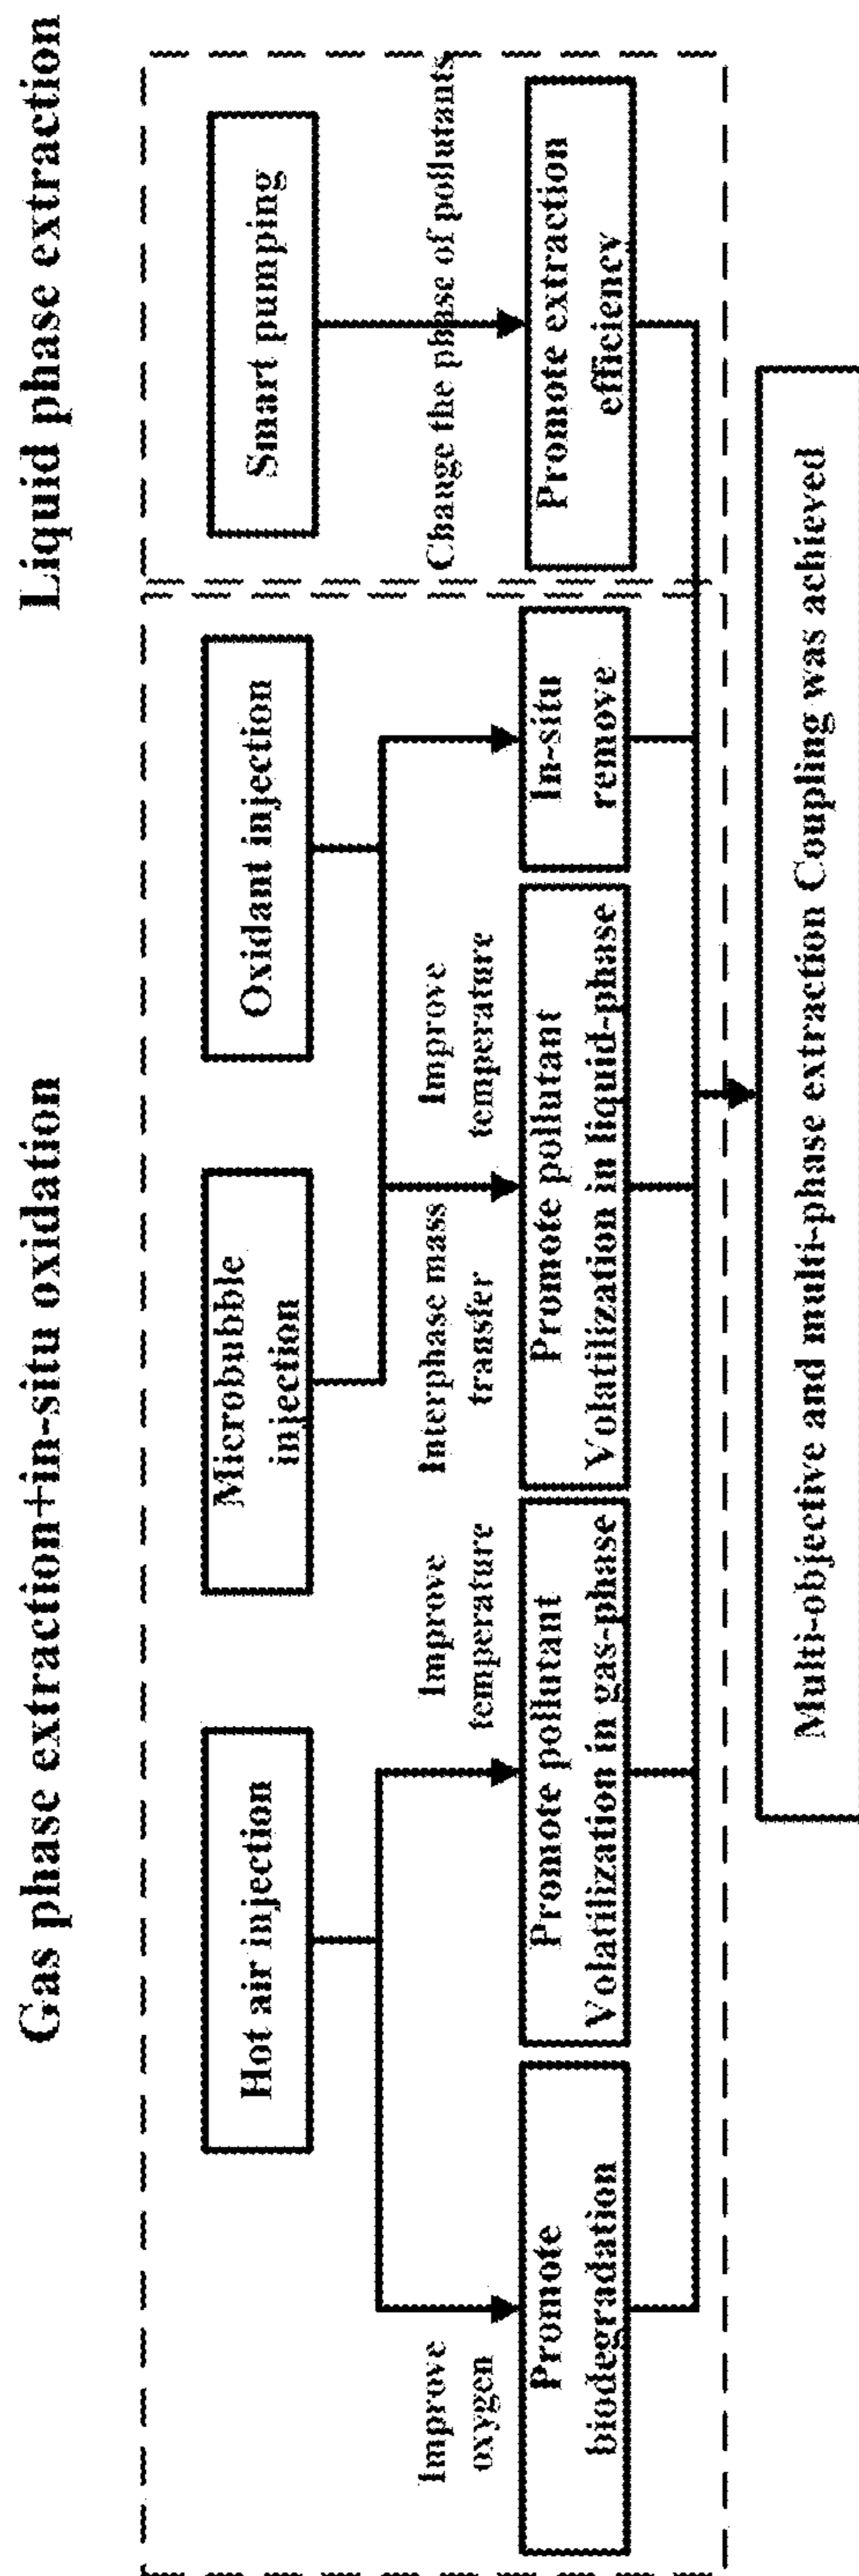 Gas phase extraction+in-situ oxidation
Liquid phase extraction
Hot air injection
Microbubble
injection
Oxidant injection
Smart pumping
Improve
oxygen
Improve
temperature
Interphase mass
transfer
Improve
temperature
Change the phase of pollutants
Promote
biodegradation
Promote pollutant
Volatilization in gas-phase
Promote pollutant
Volatilization in liquid-phase
In-situ
remove
Promote extraction
efficiency
Multi-objective and multi-phase extraction Coupling was achieved